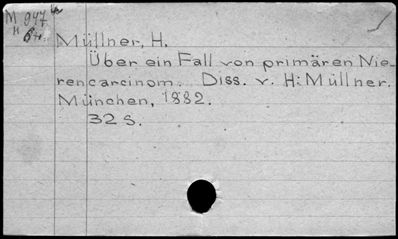 M 947
Müllner, H.
Über ein Fall von primären Nie-
rencarcinom. Diss. v. H. Müllner.
München, 1882.
32 S.